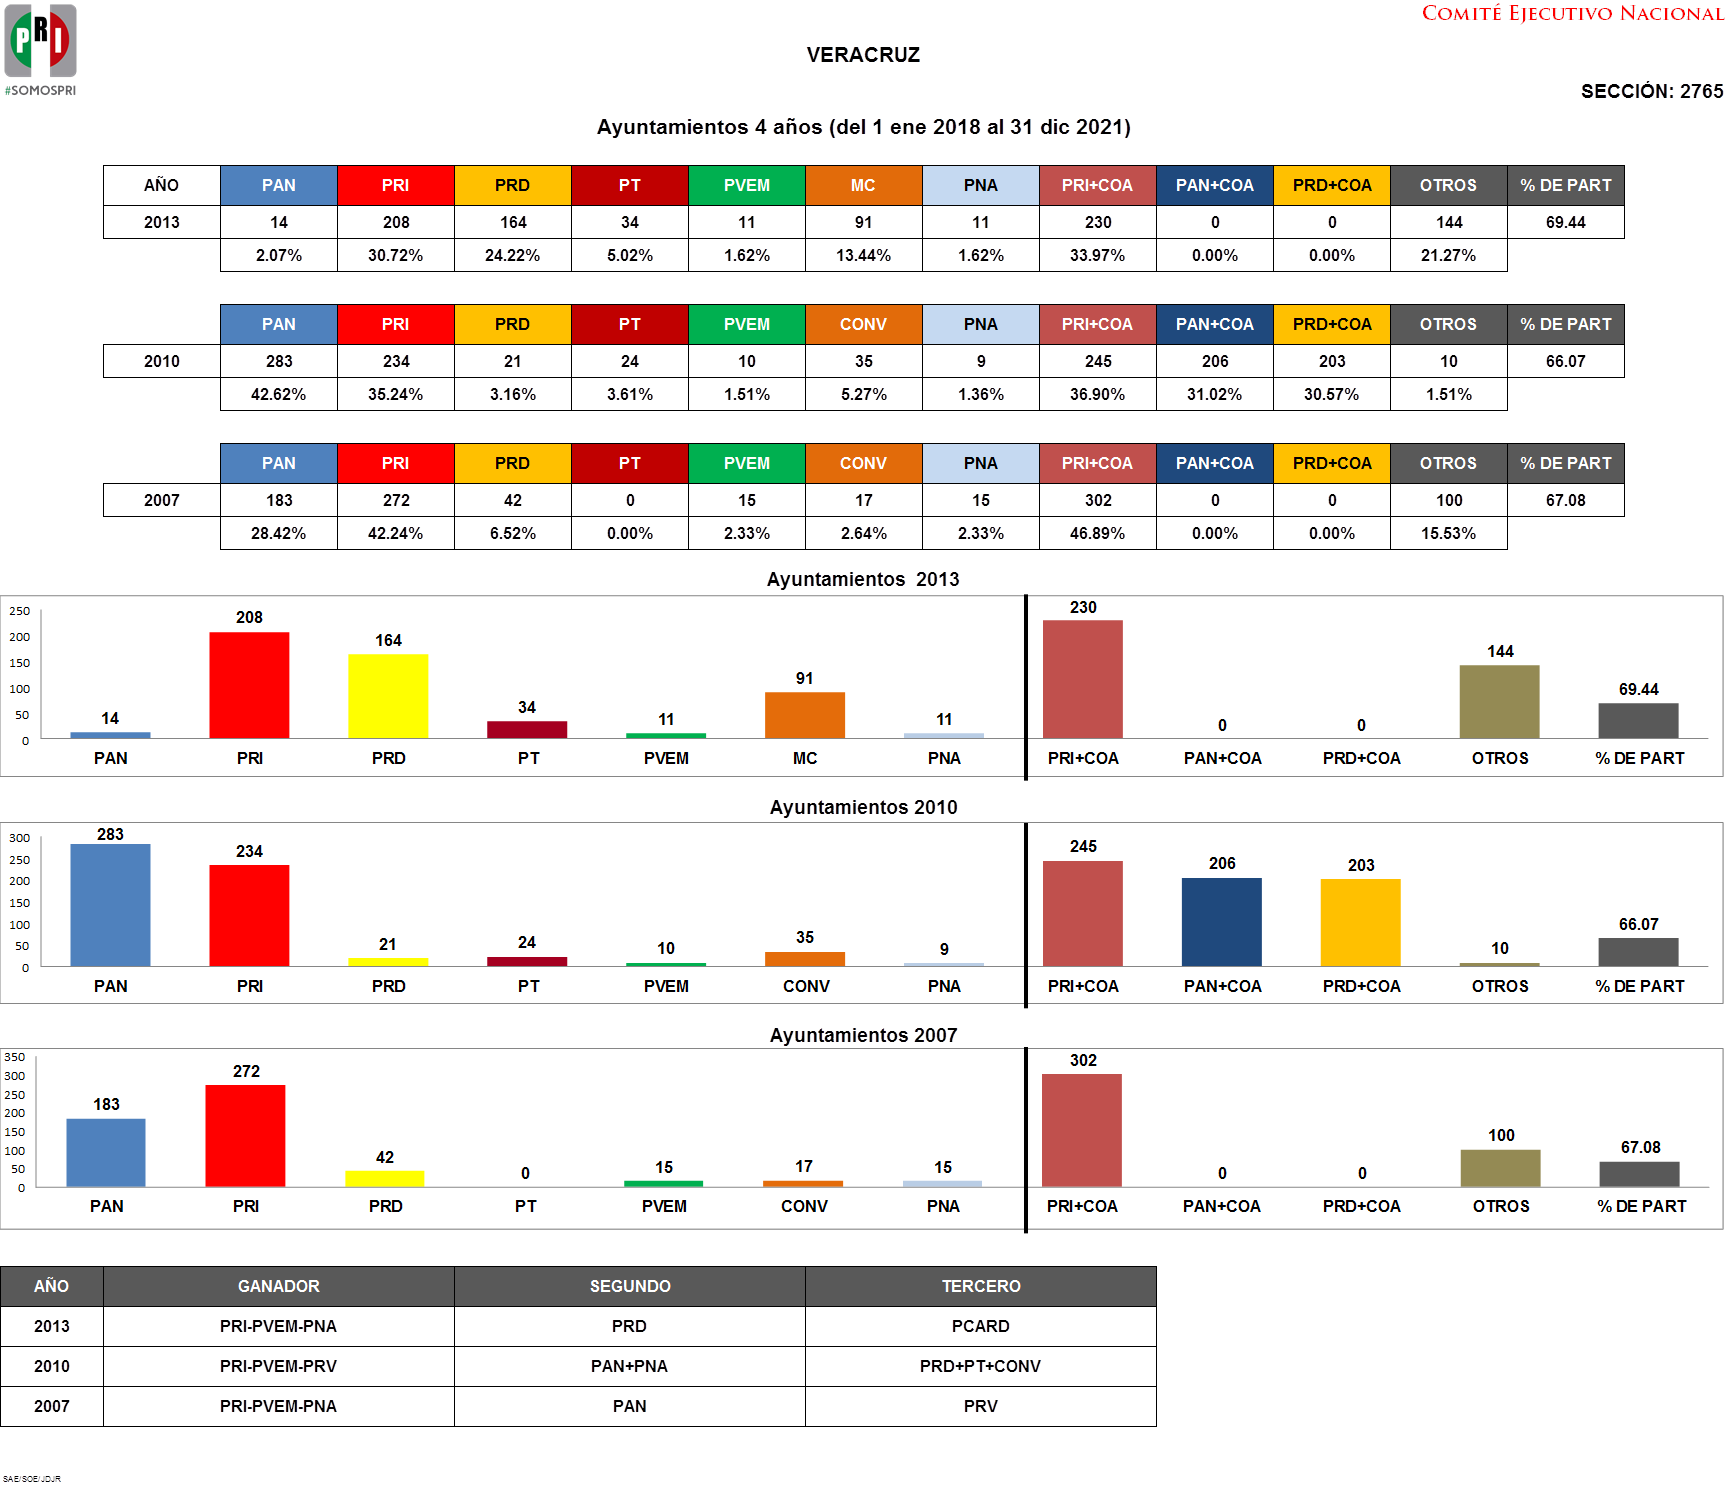 PRI
#SOMOSPRI
COMITÉ EJECUTIVO NACIONAL
VERACRUZ
SECCIÓN: 2765
Ayuntamientos 4 años (del 1 ene 2018 al 31 dic 2021)
AÑO PAN PRI PRD PT PVEM MC PNA PRI+COA PAN+COA PRD+COA OTROS % DE PART
2013 14 208 164 34 11 91 11 230 0 0 144 69.44
2.07% 30.72% 24.22% 5.02% 1.62% 13.44% 1.62% 33.97% 0.00% 0.00% 21.27%
PAN PRI PRD PT PVEM CONV PNA PRI+COA PAN+COA PRD+COA OTROS % DE PART
2010 283 234 21 24 10 35 9 245 206 203 10 66.07
42.62% 35.24% 3.16% 3.61% 1.51% 5.27% 1.36% 36.90% 31.02% 30.57% 1.51%
PAN PRI PRD PT PVEM CONV PNA PRI+COA PAN+COA PRD+COA OTROS % DE PART
2007 183 272 42 0 15 17 15 302 0 0 100 67.08
28.42% 42.24% 6.52% 0.00% 2.33% 2.64% 2.33% 46.89% 0.00% 0.00% 15.53%
Ayuntamientos 2013
250
200
150
100
50
0
14 208 164 34 11 91 11 230 0 0 144 69.44
PAN PRI PRD PT PVEM MC PNA PRI+COA PAN+COA PRD+COA OTROS % DE PART
Ayuntamientos 2010
300
250
200
150
100
50
0
283 234 21 24 10 35 9 245 206 203 10 66.07
PAN PRI PRD PT PVEM CONV PNA PRI+COA PAN+COA PRD+COA OTROS % DE PART
Ayuntamientos 2007
350
300
250
200
150
100
50
0
183 272 42 0 15 17 15 302 0 0 100 67.08
PAN PRI PRD PT PVEM CONV PNA PRI+COA PAN+COA PRD+COA OTROS % DE PART
AÑO GANADOR SEGUNDO TERCERO
2013 PRI-PVEM-PNA PRD PCARD
2010 PRI-PVEM-PRV PAN+PNA PRD+PT+CONV
2007 PRI-PVEM-PNA PAN PRV
SAE/SOE/JDJR